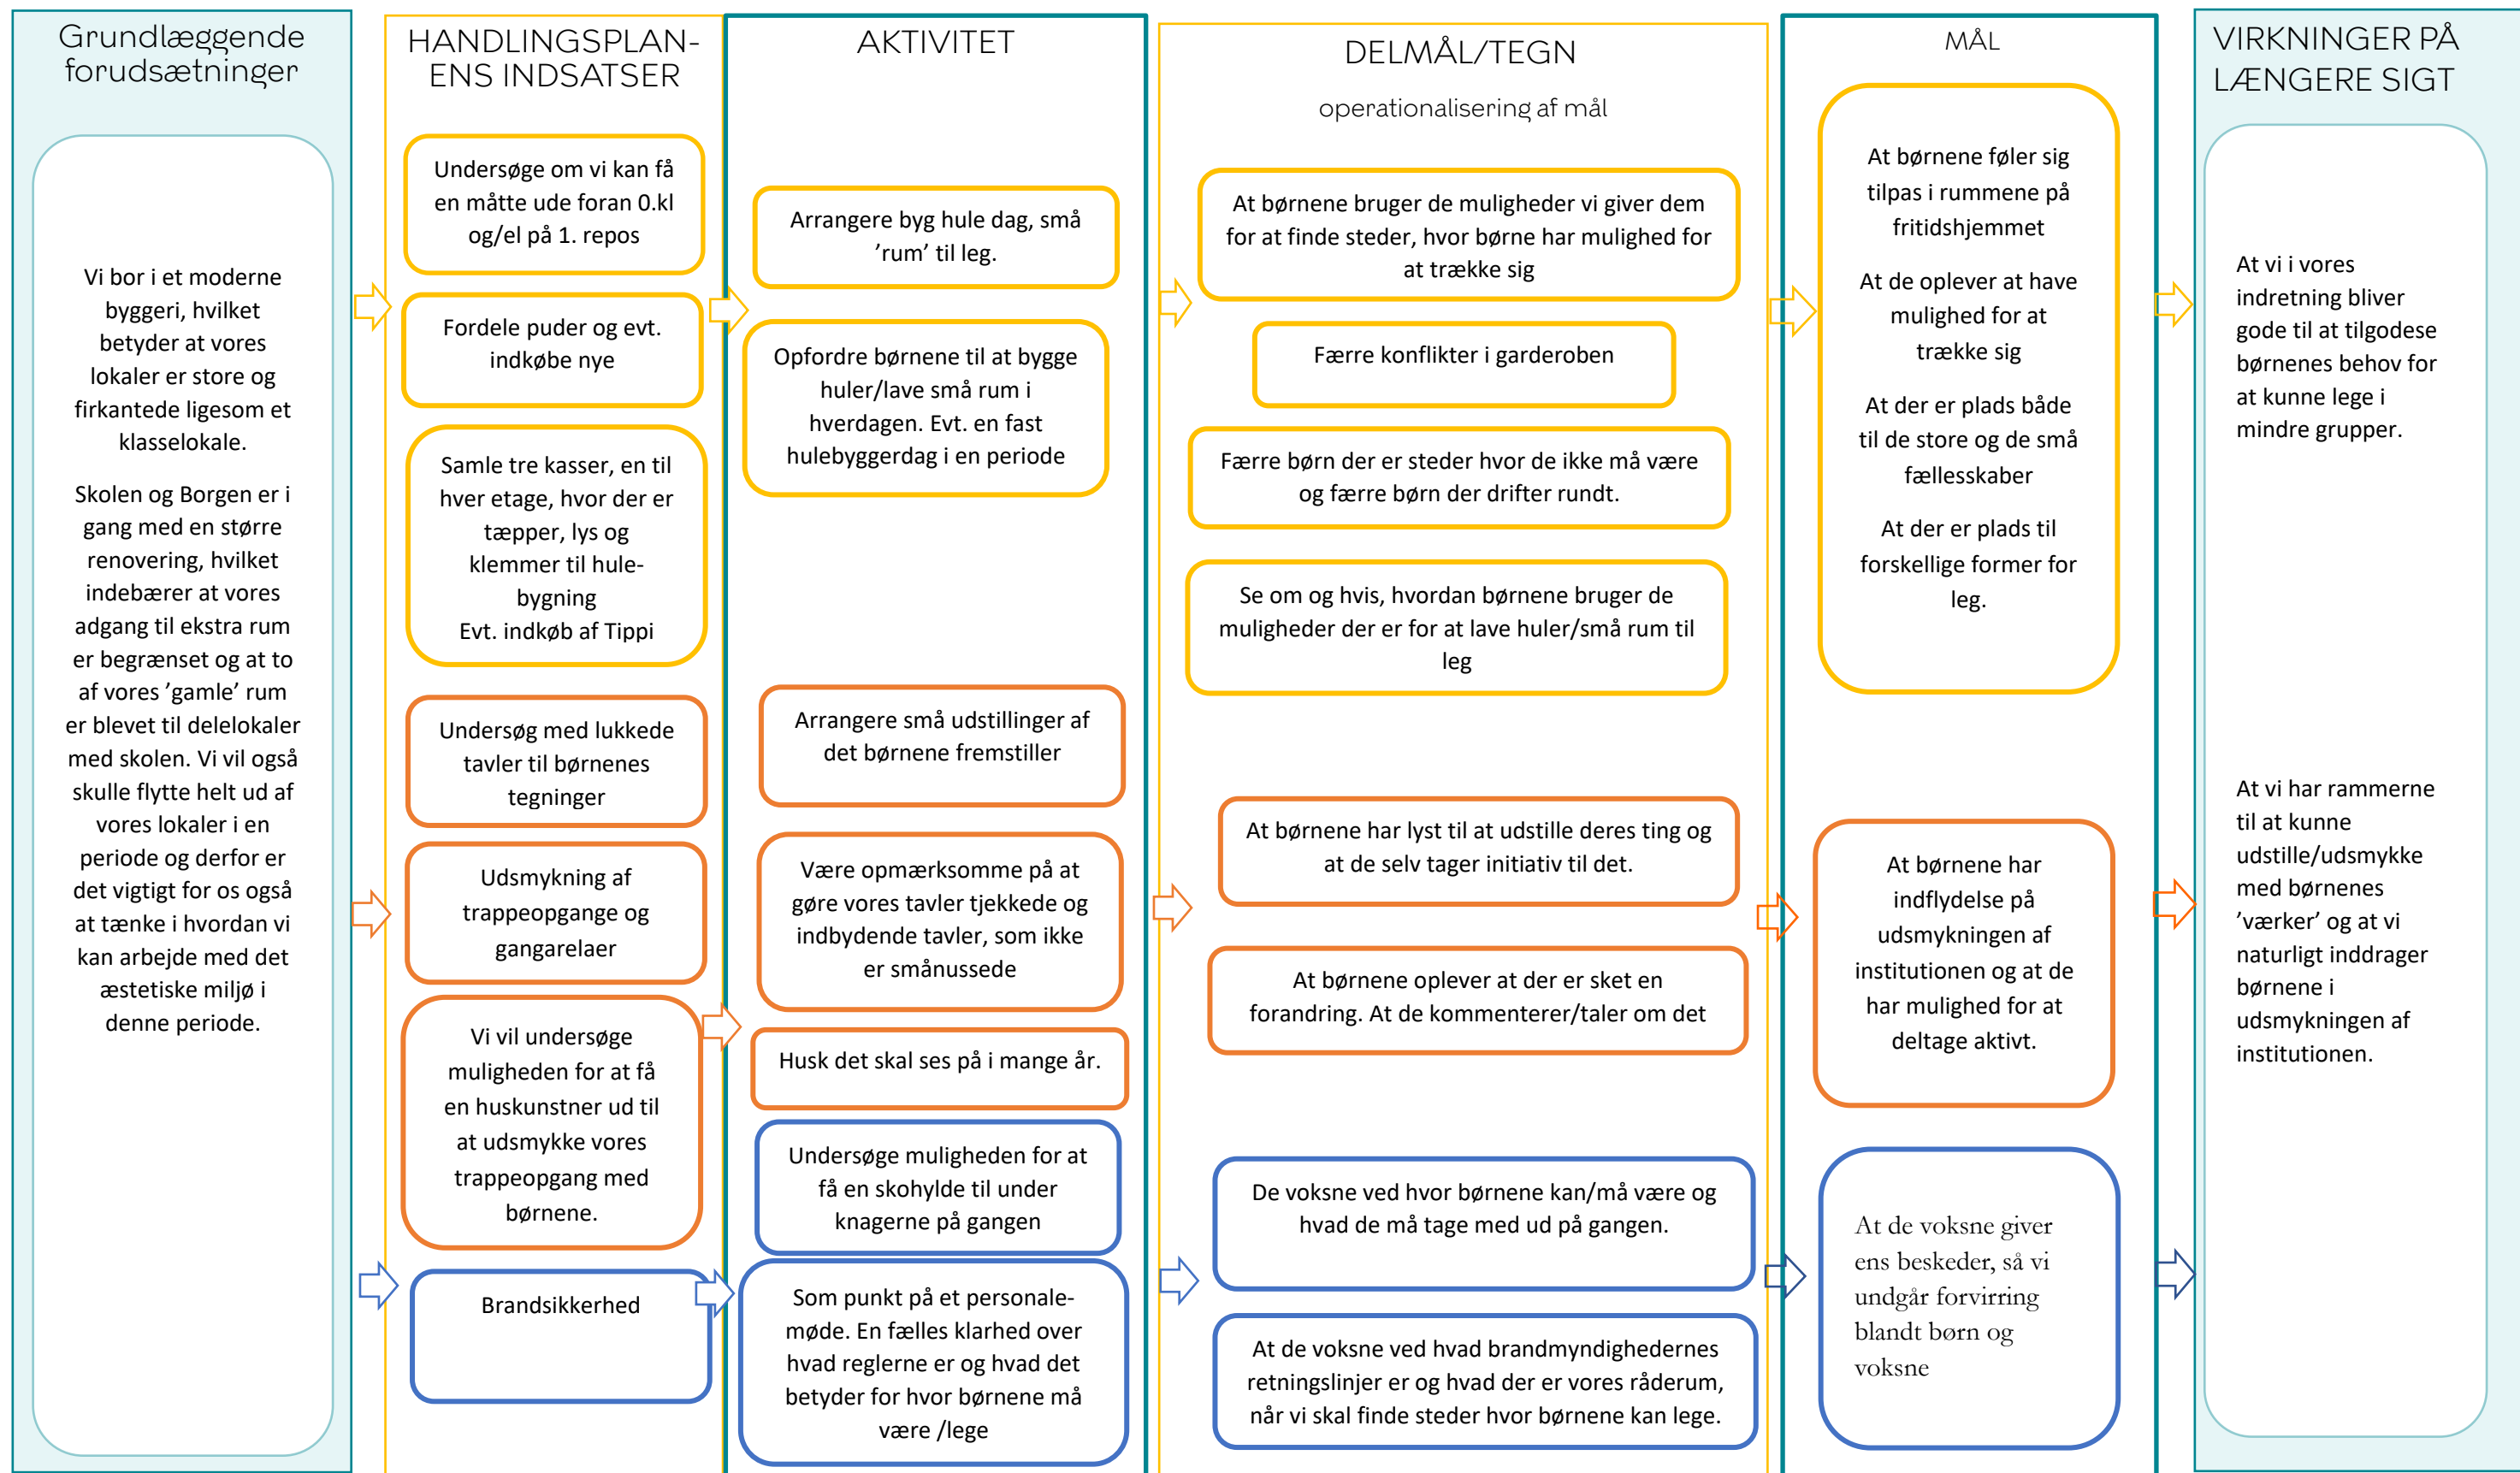 Grundlæggende
forudsætninger
Vi bor i et moderne
byggeri, hvilket
betyder at vores
lokaler er store og
firkantede ligesom et
klasselokale.
Skolen og Borgen er i
gang med en større
renovering, hvilket
indebærer at vores
adgang til ekstra rum
er begrænset og at to
af vores ’gamle’ rum
er blevet til delelokaler
med skolen. Vi vil også
skulle flytte helt ud af
vores lokaler i en
periode og derfor er
det vigtigt for os også
at tænke i hvordan vi
kan arbejde med det
æstetiske miljø i
denne periode.
HANDLINGSPLAN-
ENS INDSATSER
Undersøge om vi kan få
en måtte ude foran 0.kl
og/el på 1. repos
Fordele puder og evt.
indkøbe nye
Samle tre kasser, en til
hver etage, hvor der er
tæpper, lys og
klemmer til hule-
bygning
Evt. indkøb af Tippi
Undersøg med lukkede
tavler til børnenes
tegninger
Udsmykning af
trappeopgange og
gangarelaer
Vi vil undersøge
muligheden for at få
en huskunstner ud til
at udsmykke vores
trappeopgang med
børnene.
Brandsikkerhed
AKTIVITET
Arrangere byg hule dag, små
’rum’ til leg.
Opfordre børnene til at bygge
huler/lave små rum i
hverdagen. Evt. en fast
hulebyggerdag i en periode
Arrangere små udstillinger af
det børnene fremstiller
Være opmærksomme på at
gøre vores tavler tjekkede og
indbydende tavler, som ikke
er smånussede
Husk det skal ses på i mange år.
Undersøge muligheden for at
få en skohylde til under
knagerne på gangen
Som punkt på et personale-
møde. En fælles klarhed over
hvad reglerne er og hvad det
betyder for hvor børnene må
være /lege
DELMÅL/TEGN
operationalisering af mål
At børnene bruger de muligheder vi giver dem
for at finde steder, hvor børne har mulighed for
at trække sig
Færre konflikter i garderoben
Færre børn der er steder hvor de ikke må være
og færre børn der drifter rundt.
Se om og hvis, hvordan børnene bruger de
muligheder der er for at lave huler/små rum til
leg
At børnene har lyst til at udstille deres ting og
at de selv tager initiativ til det.
At børnene oplever at der er sket en
forandring. At de kommenterer/taler om det
De voksne ved hvor børnene kan/må være og
hvad de må tage med ud på gangen.
At de voksne ved hvad brandmyndighedernes
retningslinjer er og hvad der er vores råderum,
når vi skal finde steder hvor børnene kan lege.
MÅL
At børnene føler sig
tilpas i rummene på
fritidshjemmet
At de oplever at have
mulighed for at
trække sig
At der er plads både
til de store og de små
fællesskaber
At der er plads til
forskellige former for
leg.
At børnene har
indflydelse på
udsmykningen af
institutionen og at de
har mulighed for at
deltage aktivt.
At de voksne giver
ens beskeder, så vi
undgår forvirring
blandt børn og
voksne
VIRKNINGER PÅ
LÆNGERE SIGT
At vi i vores
indretning bliver
gode til at tilgodese
børnenes behov for
at kunne lege i
mindre grupper.
At vi har rammerne
til at kunne
udstille/udsmykke
med børnenes
’værker’ og at vi
naturligt inddrager
børnene i
udsmykningen af
institutionen.